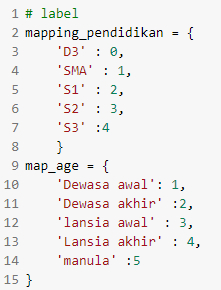 1 # label
2 mapping_pendidikan = {
3 'D3' : 0,
4 'SMA' : 1,
5 'S1' : 2,
6 'S2' : 3,
7 'S3' :4
8 }
9 map_age = {
10 'Dewasa awal': 1,
11 'Dewasa akhir' :2,
12 'lansia awal' : 3,
13 'Lansia akhir' : 4,
14 'manula' :5
15 }